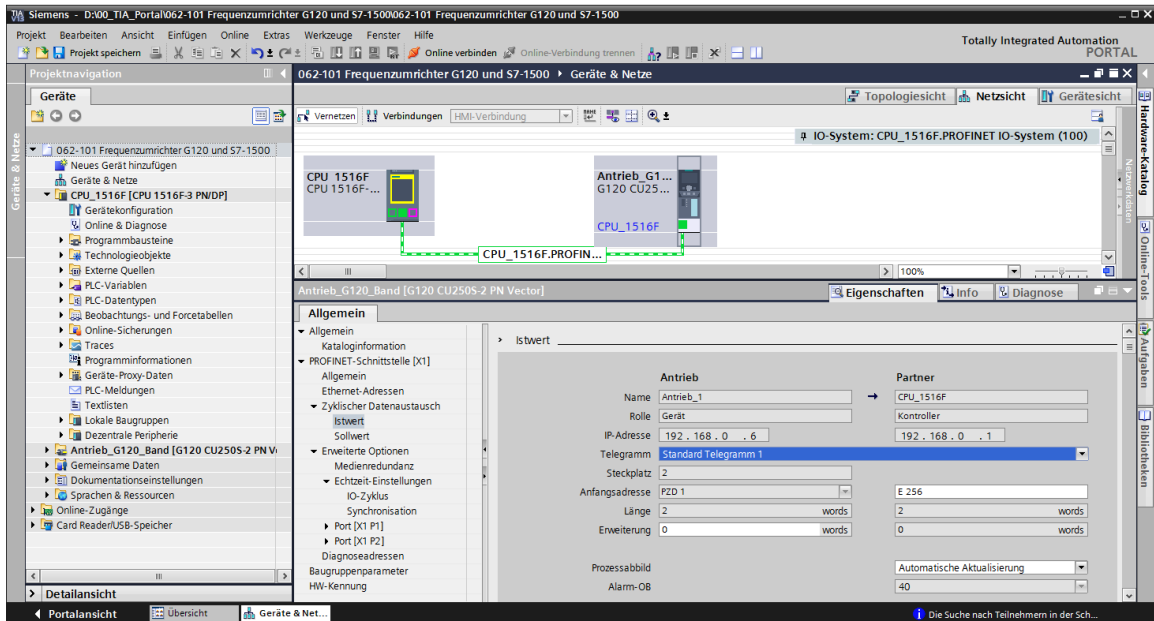 Siemens - D:\00_TIA_Portal\062-101 Frequenzumrichter G120 und S7-1500\062-101 Frequenzumrichter G120 und S7-1500
Projekt Bearbeiten Ansicht Einfügen Online Extras Werkzeuge Fenster Hilfe
Totally Integrated Automation
PORTAL
Projekt speichern Online verbinden Online-Verbindung trennen
Projektnavigation
062-101 Frequenzumrichter G120 und S7-1500 Geräte & Netze
Geräte
Topologiesicht Netzsicht Gerätesicht
Vernetzen Verbindungen HMI-Verbindung
IO-System: CPU_1516F.PROFINET IO-System (100)
Geräte & Netze
062-101 Frequenzumrichter G120 und S7-1500
Neues Gerät hinzufügen
Geräte & Netze
CPU_1516F [CPU 1516F-3 PN/DP]
Gerätekonfiguration
Online & Diagnose
Programmbausteine
Technologieobjekte
Externe Quellen
PLC-Variablen
PLC-Datentypen
Beobachtungs- und Forcetabellen
Online-Sicherungen
Traces
Programminformationen
Geräte-Proxy-Daten
PLC-Meldungen
Textlisten
Lokale Baugruppen
Dezentrale Peripherie
Antrieb_G120_Band [G120 CU250S-2 PN V
Gemeinsame Daten
Dokumentationseinstellungen
Sprachen & Ressourcen
Online-Zugänge
Card Reader/USB-Speicher
Detailansicht
CPU_1516F
CPU 1516F-...
Antrieb_G1...
G120 CU25...
CPU_1516F
CPU_1516F.PROFIN...
100%
Antrieb_G120_Band [G120 CU250S-2 PN Vector]
Eigenschaften Info Diagnose
Allgemein
Allgemein
Kataloginformation
PROFINET-Schnittstelle [X1]
Allgemein
Ethernet-Adressen
Zyklischer Datenaustausch
Istwert
Sollwert
Erweiterte Optionen
Medienredundanz
Echtzeit-Einstellungen
IO-Zyklus
Synchronisation
Port [X1 P1]
Port [X1 P2]
Diagnoseadressen
Baugruppenparameter
HW-Kennung
Istwert
Antrieb Partner
Name Antrieb_1 CPU_1516F
Rolle Gerät Kontroller
IP-Adresse 192 . 168 . 0 . 6 192 . 168 . 0 . 1
Telegramm Standard Telegramm 1
Steckplatz 2
Anfangsadresse PZD 1 E 256
Länge 2 words 2 words
Erweiterung 0 words 0 words
Prozessabbild Automatische Aktualisierung
Alarm-OB 40
Netzwerkdaten
Hardware-Katalog
Online-Tools
Aufgaben
Bibliotheken
Portalansicht Übersicht Geräte & Net... Die Suche nach Teilnehmern in der Sch...